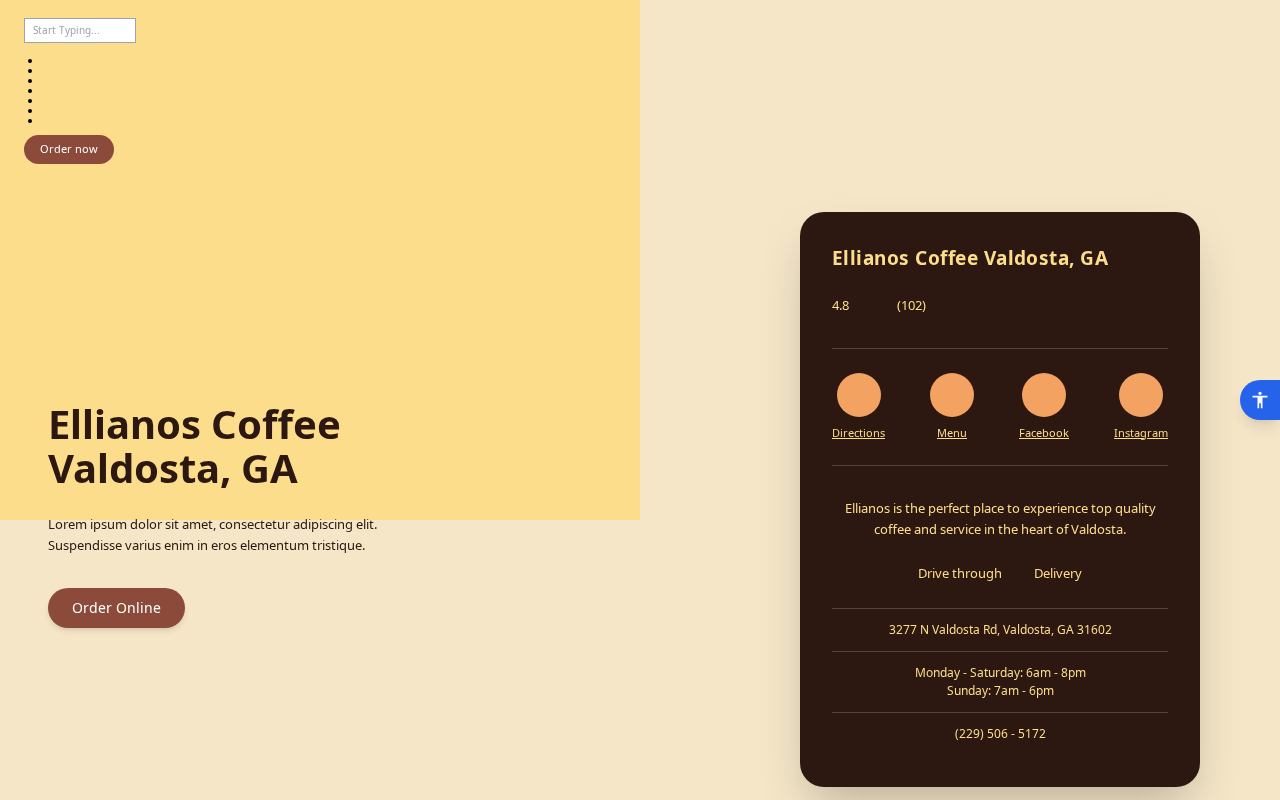 Start Typing...
Order now
Ellianos Coffee
Valdosta, GA
Lorem ipsum dolor sit amet, consectetur adipiscing elit.
Suspendisse varius enim in eros elementum tristique.
Order Online
Ellianos Coffee Valdosta, GA
4.8 (102)
Directions Menu Facebook Instagram
Ellianos is the perfect place to experience top quality
coffee and service in the heart of Valdosta.
Drive through Delivery
3277 N Valdosta Rd, Valdosta, GA 31602
Monday - Saturday: 6am - 8pm
Sunday: 7am - 6pm
(229) 506 - 5172